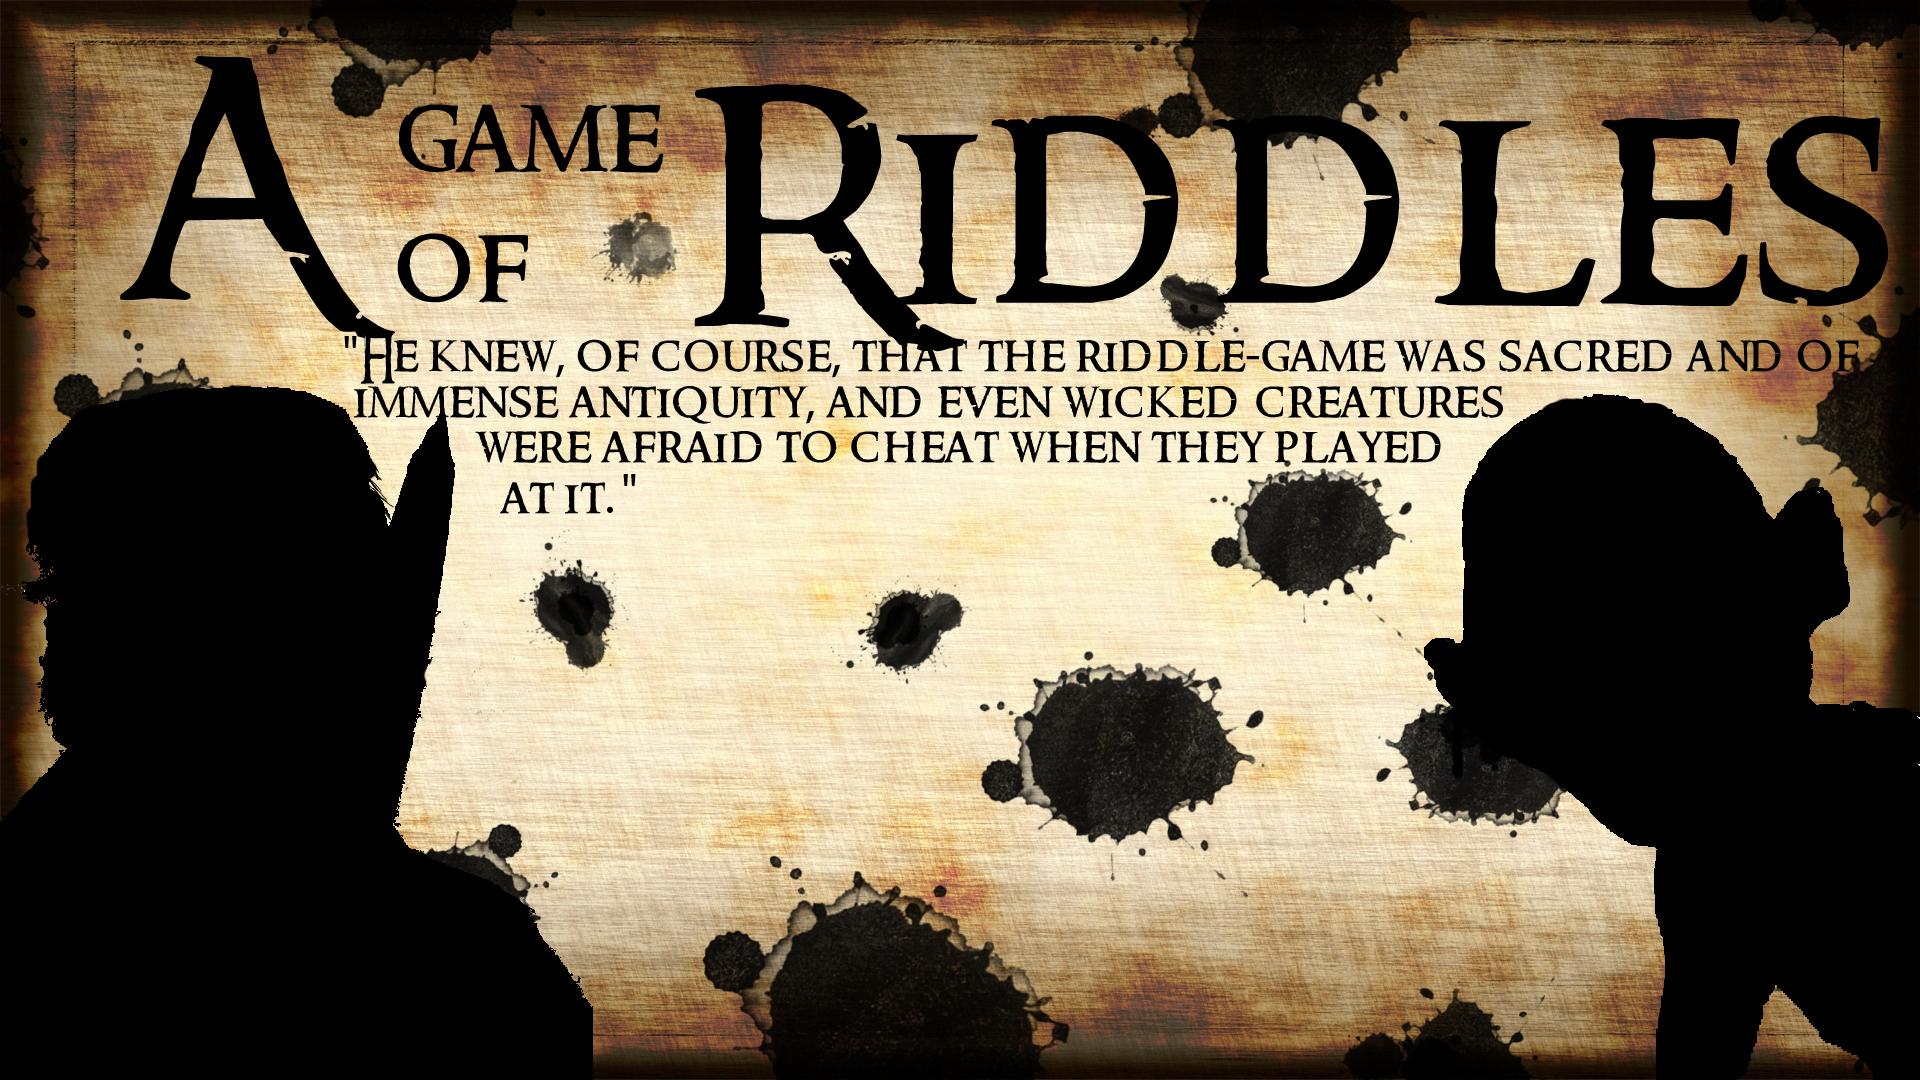 A GAME OF RIDDLES
"HE KNEW, OF COURSE, THAT THE RIDDLE-GAME WAS SACRED AND OF
IMMENSE ANTIQUITY, AND EVEN WICKED CREATURES
WERE AFRAID TO CHEAT WHEN THEY PLAYED
AT IT."